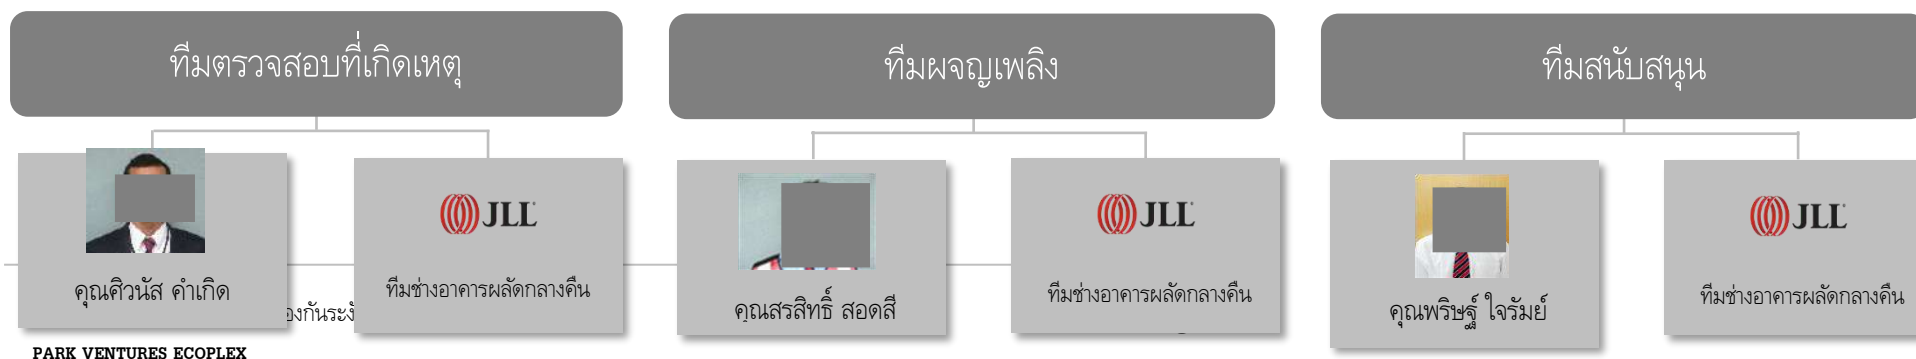 ทีมตรวจสอบที่เกิดเหตุ
ทีมผจญเพลิง
ทีมสนับสนุน
JLL
JLL
JLL
คุณศิวนัส คำเกิด
ทีมช่างอาคารผลัดกลางคืน
คุณสรสิทธิ์ สอดสี
ทีมช่างอาคารผลัดกลางคืน
คุณพริษฐ์ ใจรัมย์
ทีมช่างอาคารผลัดกลางคืน
PARK VENTURES ECOPLEX